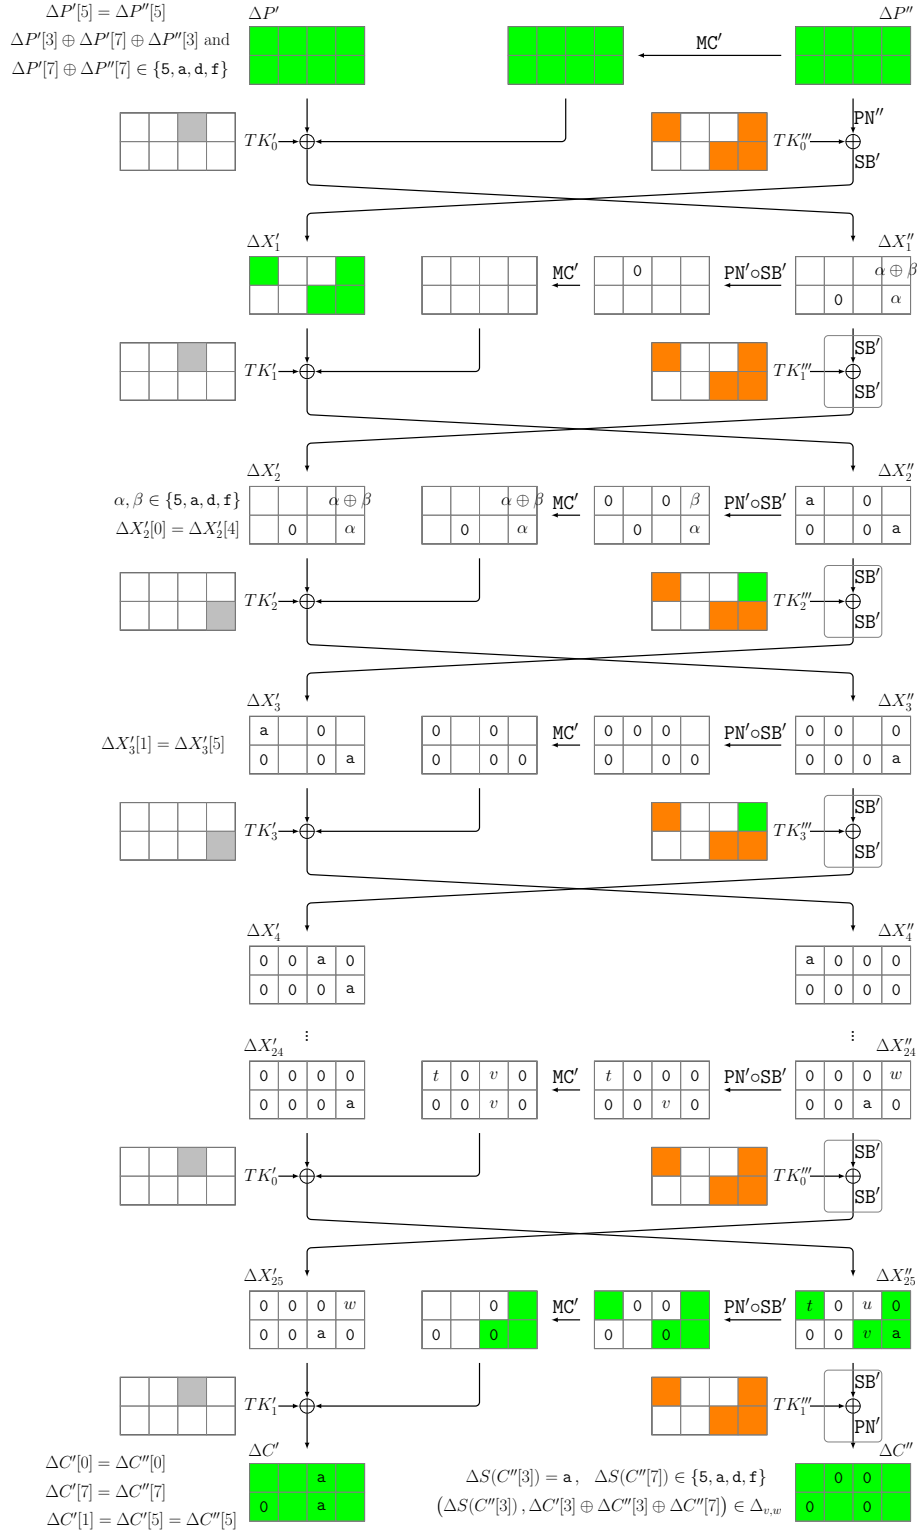 ΔP′[5] = ΔP″[5]
ΔP′[3] ⊕ ΔP′[7] ⊕ ΔP″[3] and
ΔP′[7] ⊕ ΔP″[7] ∈ {5, a, d, f}
ΔP′ MC′ ΔP″
TK′₀ TK‴₀ PN″
SB′
ΔX′₁ ΔX″₁
MC′ 0 PN′∘SB′ α ⊕ β
0 α
TK′₁ TK‴₁ SB′
SB′
ΔX′₂ ΔX″₂
α, β ∈ {5, a, d, f} α ⊕ β α ⊕ β MC′ 0 0 β PN′∘SB′ a 0
ΔX′₂[0] = ΔX′₂[4] 0 α 0 α 0 α 0 0 a
TK′₂ TK‴₂ SB′
SB′
ΔX′₃ ΔX″₃
a 0 0 0 MC′ 0 0 0 PN′∘SB′ 0 0 0
ΔX′₃[1] = ΔX′₃[5] 0 0 a 0 0 0 0 0 0 0 0 0 a
TK′₃ TK‴₃ SB′
SB′
ΔX′₄ ΔX″₄
0 0 a 0 a 0 0 0
0 0 0 a 0 0 0 0
⋮ ⋮
ΔX′₂₄ ΔX″₂₄
0 0 0 0 t 0 v 0 MC′ t 0 0 0 PN′∘SB′ 0 0 0 w
0 0 0 a 0 0 v 0 0 0 v 0 0 0 a 0
TK′₀ TK‴₀ SB′
SB′
ΔX′₂₅ ΔX″₂₅
0 0 0 w 0 MC′ 0 0 PN′∘SB′ t 0 u 0
0 0 a 0 0 0 0 0 0 0 v a
TK′₁ TK‴₁ SB′
PN′
ΔC′ ΔC″
ΔC′[0] = ΔC″[0]
ΔC′[7] = ΔC″[7]
ΔC′[1] = ΔC′[5] = ΔC″[5]
a
0 a
ΔS(C″[3]) = a, ΔS(C″[7]) ∈ {5, a, d, f}
(ΔS(C″[3]), ΔC′[3] ⊕ ΔC″[3] ⊕ ΔC″[7]) ∈ Δᵥ,w
0 0
0 0